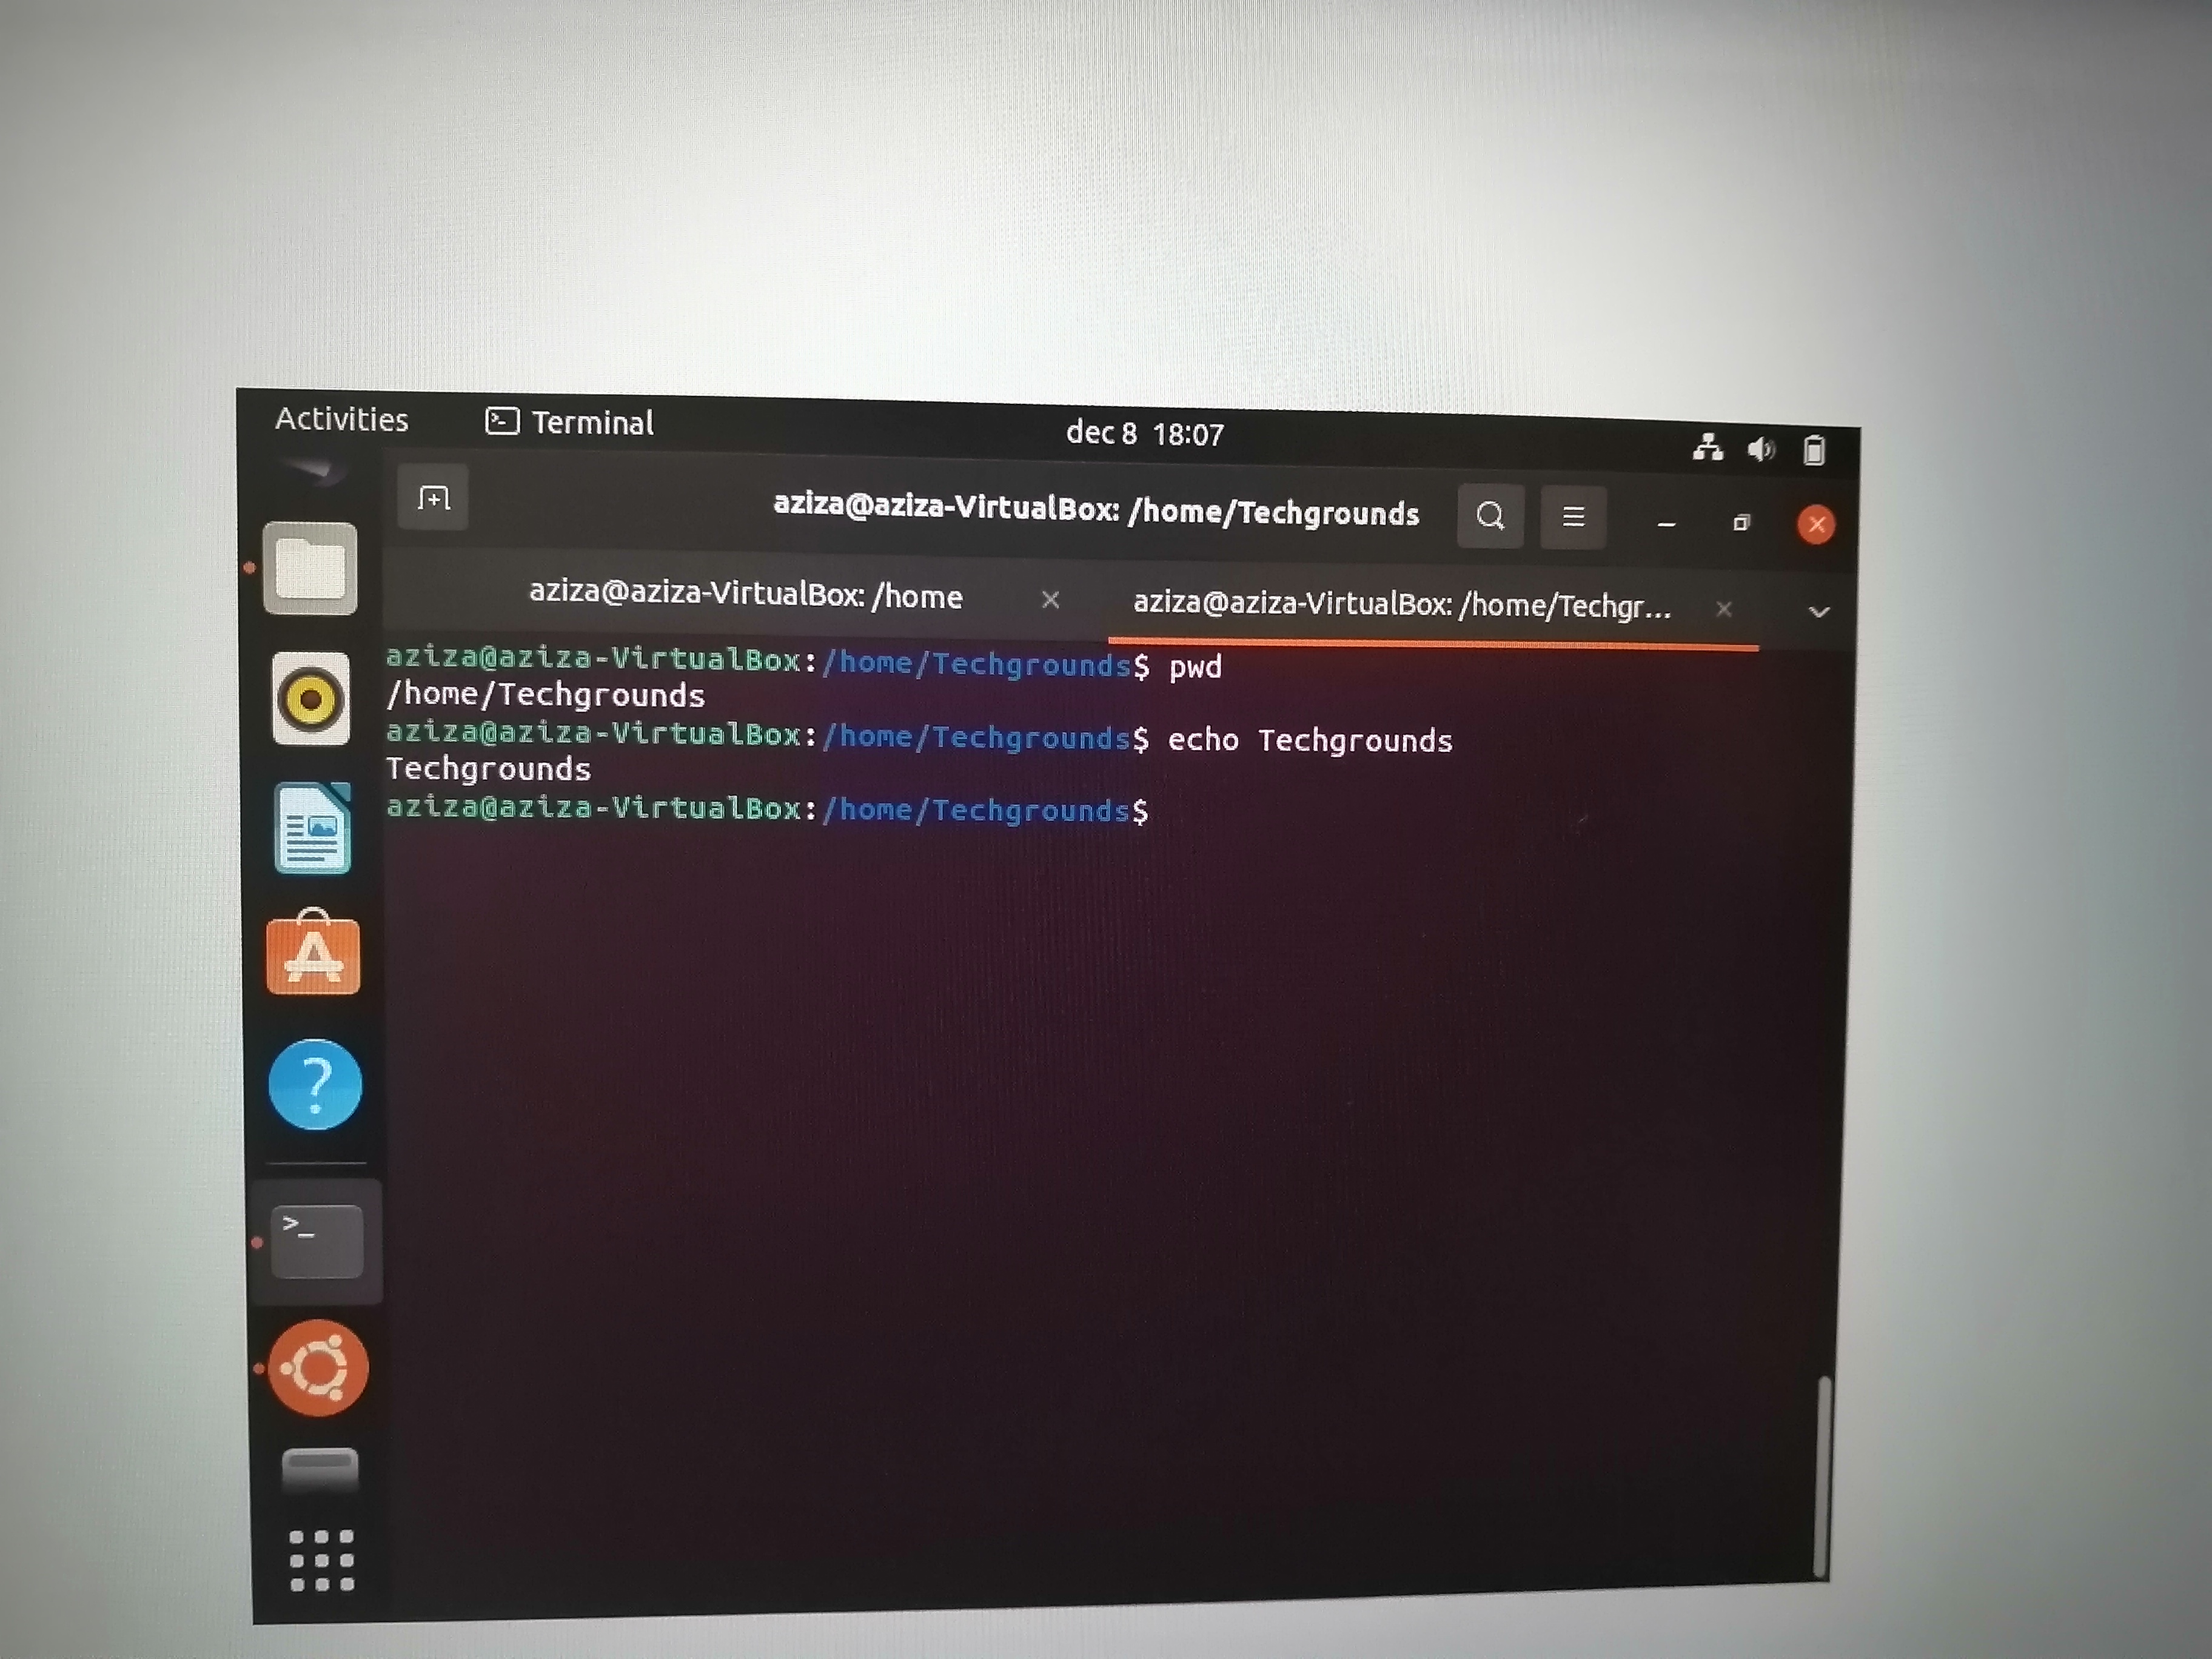 Activities Terminal dec 8 18:07
aziza@aziza-VirtualBox: /home/Techgrounds
aziza@aziza-VirtualBox: /home aziza@aziza-VirtualBox: /home/Techgr...
aziza@aziza-VirtualBox:/home/Techgrounds$ pwd
/home/Techgrounds
aziza@aziza-VirtualBox:/home/Techgrounds$ echo Techgrounds
Techgrounds
aziza@aziza-VirtualBox:/home/Techgrounds$